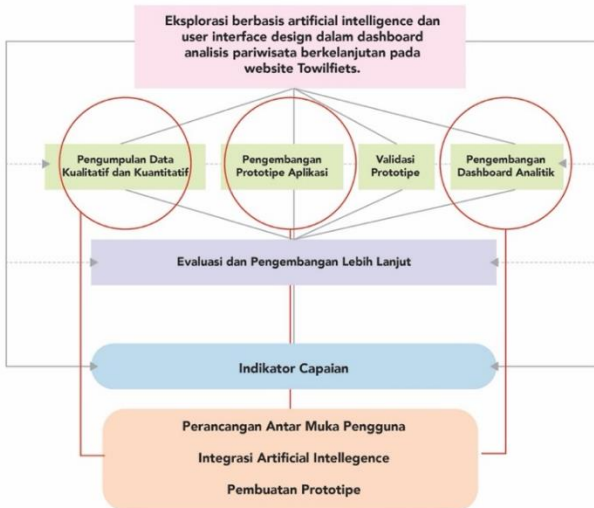 Eksplorasi berbasis artificial intelligence dan
user interface design dalam dashboard
analisis pariwisata berkelanjutan pada
website Towilfiets.
Pengumpulan Data
Kualitatif dan Kuantitatif
Pengembangan
Prototipe Aplikasi
Validasi
Prototipe
Pengembangan
Dashboard Analitik
Evaluasi dan Pengembangan Lebih Lanjut
Indikator Capaian
Perancangan Antar Muka Pengguna
Integrasi Artificial Intellegence
Pembuatan Prototipe